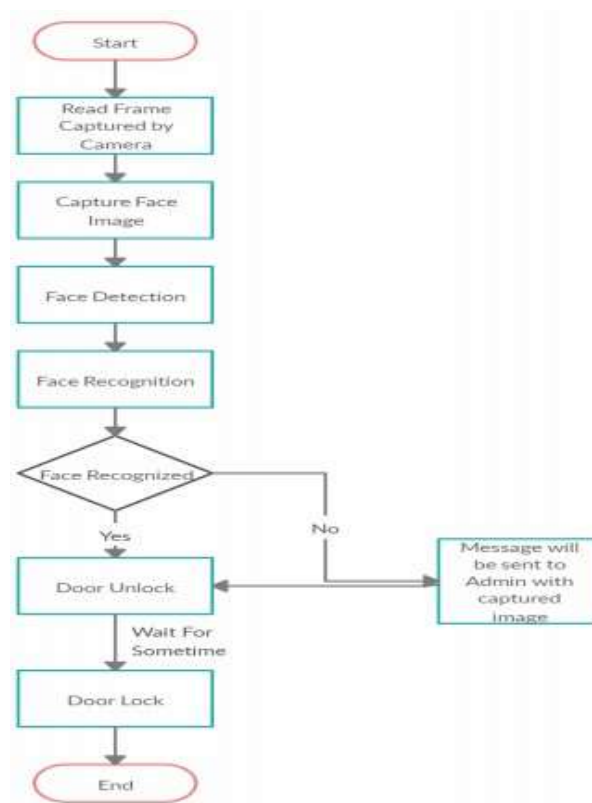 Start
Read Frame
Captured by
Camera
Capture Face
Image
Face Detection
Face Recognition
Face Recognized
No
Yes
Message will
be sent to
Admin with
captured
image
Door Unlock
Wait For
Sometime
Door Lock
End